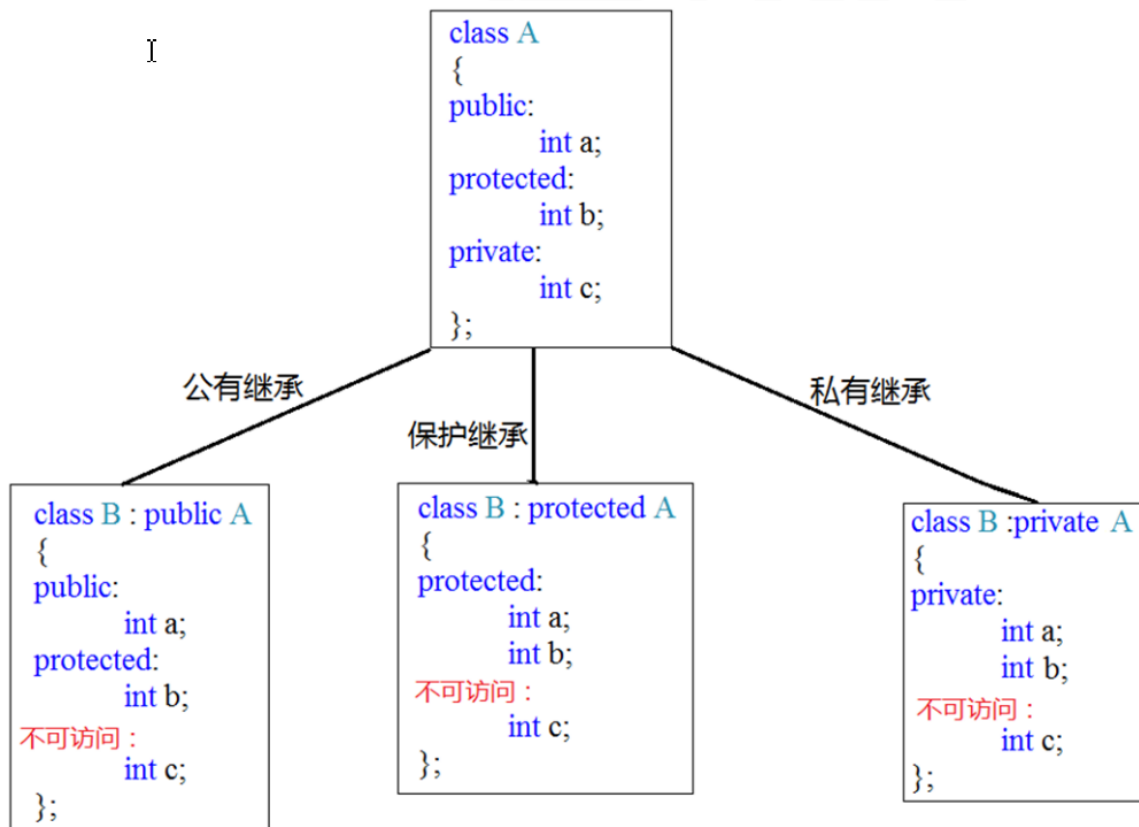 class A
{
public:
int a;
protected:
int b;
private:
int c;
};
公有继承
保护继承
私有继承
class B : public A
{
public:
int a;
protected:
int b;
不可访问：
int c;
};
class B : protected A
{
protected:
int a;
int b;
不可访问：
int c;
};
class B :private A
{
private:
int a;
int b;
不可访问：
int c;
};